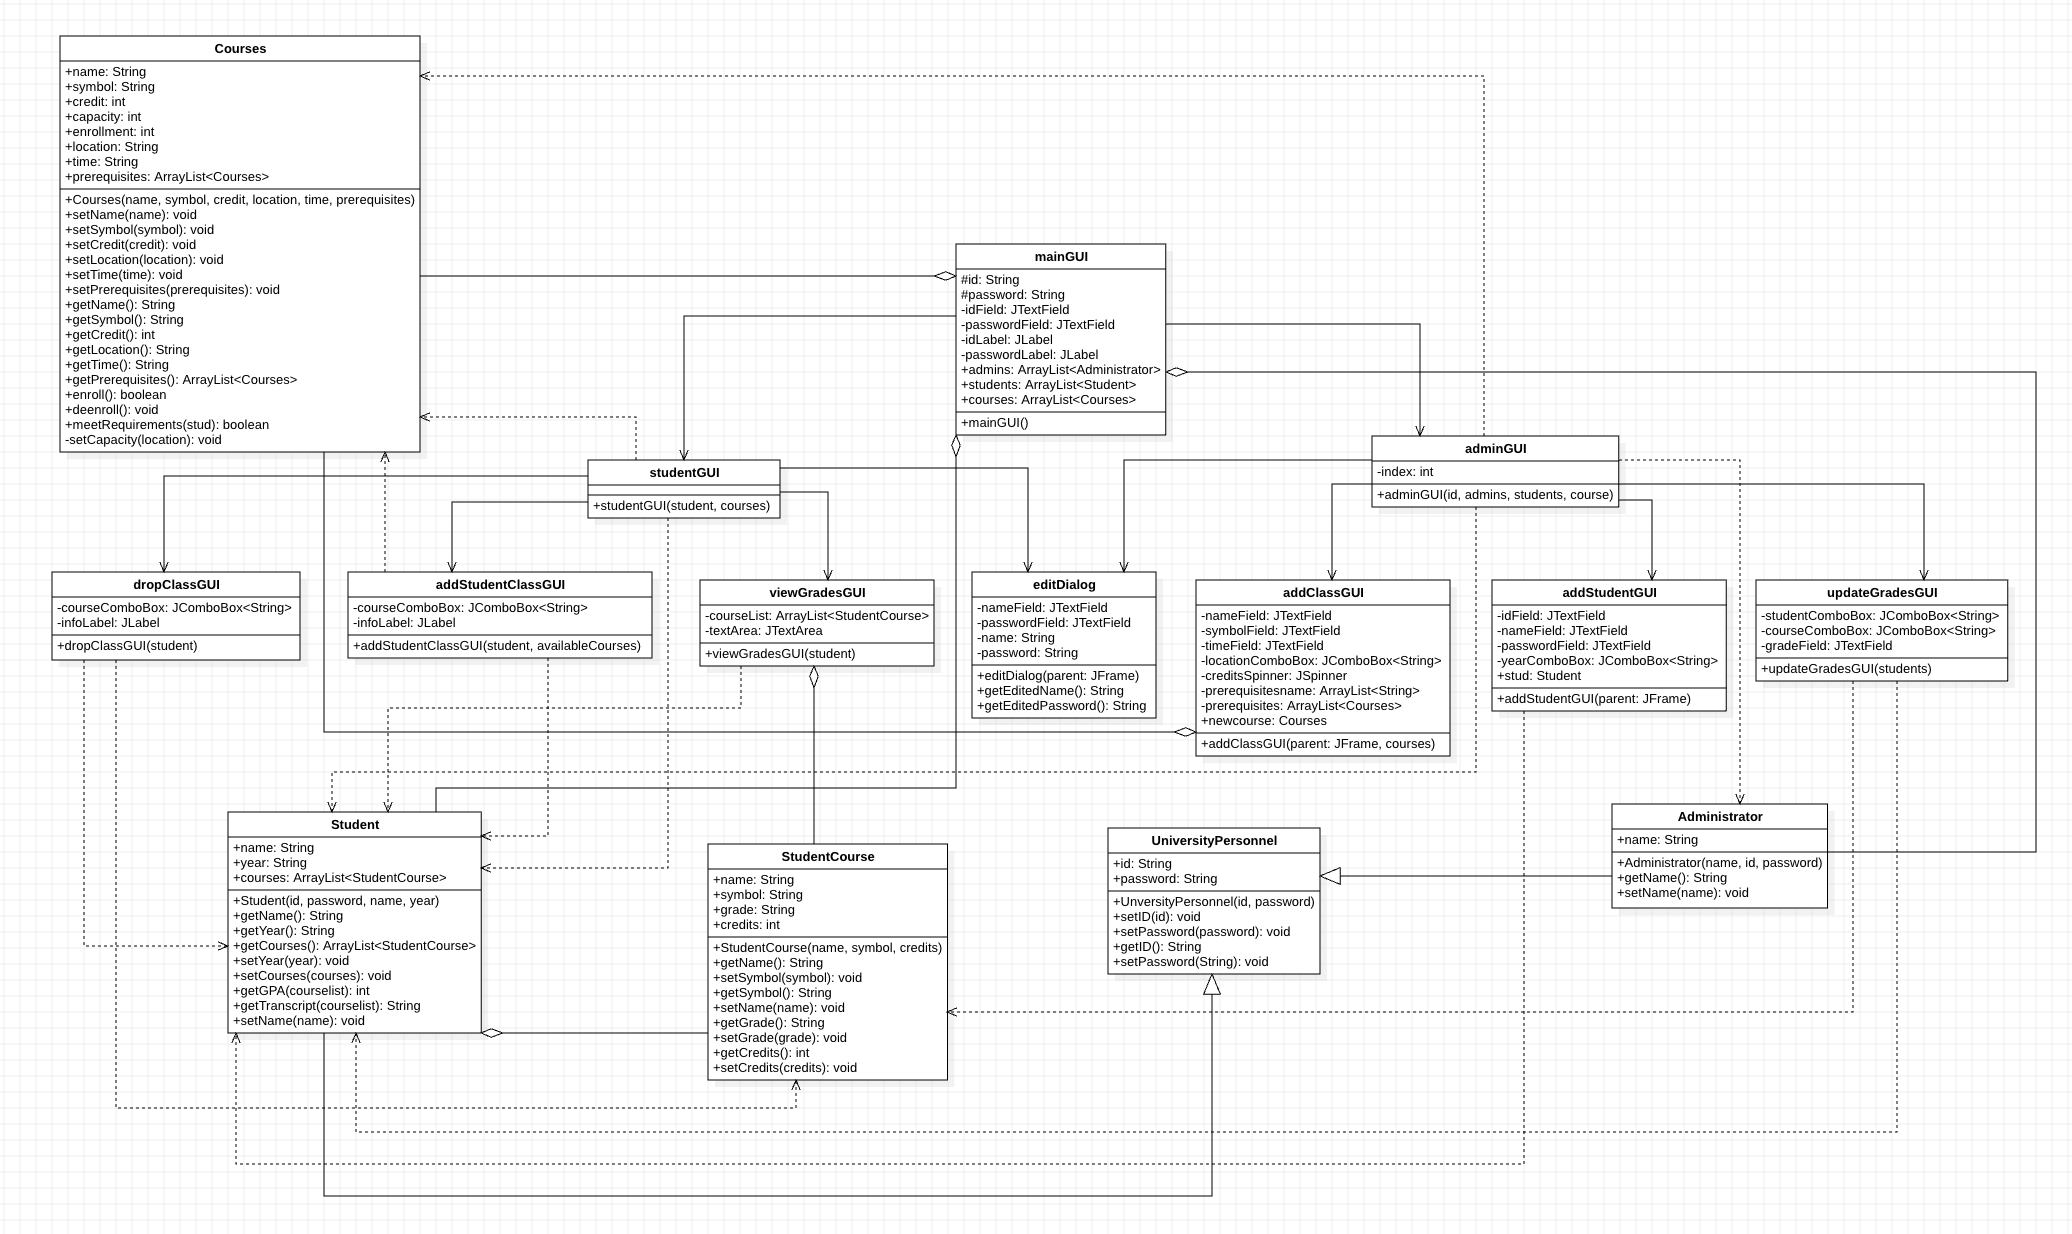 Courses
+name: String
+symbol: String
+credit: int
+capacity: int
+enrollment: int
+location: String
+time: String
+prerequisites: ArrayList<Courses>
+Courses(name, symbol, credit, location, time, prerequisites)
+setName(name): void
+setSymbol(symbol): void
+setCredit(credit): void
+setLocation(location): void
+setTime(time): void
+setPrerequisites(prerequisites): void
+getName(): String
+getSymbol(): String
+getCredit(): int
+getLocation(): String
+getTime(): String
+getPrerequisites(): ArrayList<Courses>
+enroll(): boolean
+deenroll(): void
+meetRequirements(stud): boolean
-setCapacity(location): void
mainGUI
#id: String
#password: String
-idField: JTextField
-passwordField: JTextField
-idLabel: JLabel
-passwordLabel: JLabel
+admins: ArrayList<Administrator>
+students: ArrayList<Student>
+courses: ArrayList<Courses>
+mainGUI()
studentGUI
+studentGUI(student, courses)
adminGUI
-index: int
+adminGUI(id, admins, students, course)
dropClassGUI
-courseComboBox: JComboBox<String>
-infoLabel: JLabel
+dropClassGUI(student)
addStudentClassGUI
-courseComboBox: JComboBox<String>
-infoLabel: JLabel
+addStudentClassGUI(student, availableCourses)
viewGradesGUI
-courseList: ArrayList<StudentCourse>
-textArea: JTextArea
+viewGradesGUI(student)
editDialog
-nameField: JTextField
-passwordField: JTextField
-name: String
-password: String
+editDialog(parent: JFrame)
+getEditedName(): String
+getEditedPassword(): String
addClassGUI
-nameField: JTextField
-symbolField: JTextField
-timeField: JTextField
-locationComboBox: JComboBox<String>
-creditsSpinner: JSpinner
-prerequisitesname: ArrayList<String>
-prerequisites: ArrayList<Courses>
+newcourse: Courses
+addClassGUI(parent: JFrame, courses)
addStudentGUI
-idField: JTextField
-nameField: JTextField
-passwordField: JTextField
-yearComboBox: JComboBox<String>
+stud: Student
+addStudentGUI(parent: JFrame)
updateGradesGUI
-studentComboBox: JComboBox<String>
-courseComboBox: JComboBox<String>
-gradeField: JTextField
+updateGradesGUI(students)
Student
+name: String
+year: String
+courses: ArrayList<StudentCourse>
+Student(id, password, name, year)
+getName(): String
+getYear(): String
+getCourses(): ArrayList<StudentCourse>
+setYear(year): void
+setCourses(courses): void
+getGPA(courselist): int
+getTranscript(courselist): String
+setName(name): void
StudentCourse
+name: String
+symbol: String
+grade: String
+credits: int
+StudentCourse(name, symbol, credits)
+getName(): String
+setSymbol(symbol): void
+getSymbol(): String
+setName(name): void
+getGrade(): String
+setGrade(grade): void
+getCredits(): int
+setCredits(credits): void
UniversityPersonnel
+id: String
+password: String
+UnversityPersonnel(id, password)
+setID(id): void
+setPassword(password): void
+getID(): String
+setPassword(String): void
Administrator
+name: String
+Administrator(name, id, password)
+getName(): String
+setName(name): void